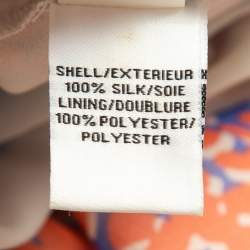 SHELL/EXTERIEUR
100% SILK/SOIE
LINING/DOUBLURE
100% POLYESTER/
POLYESTER